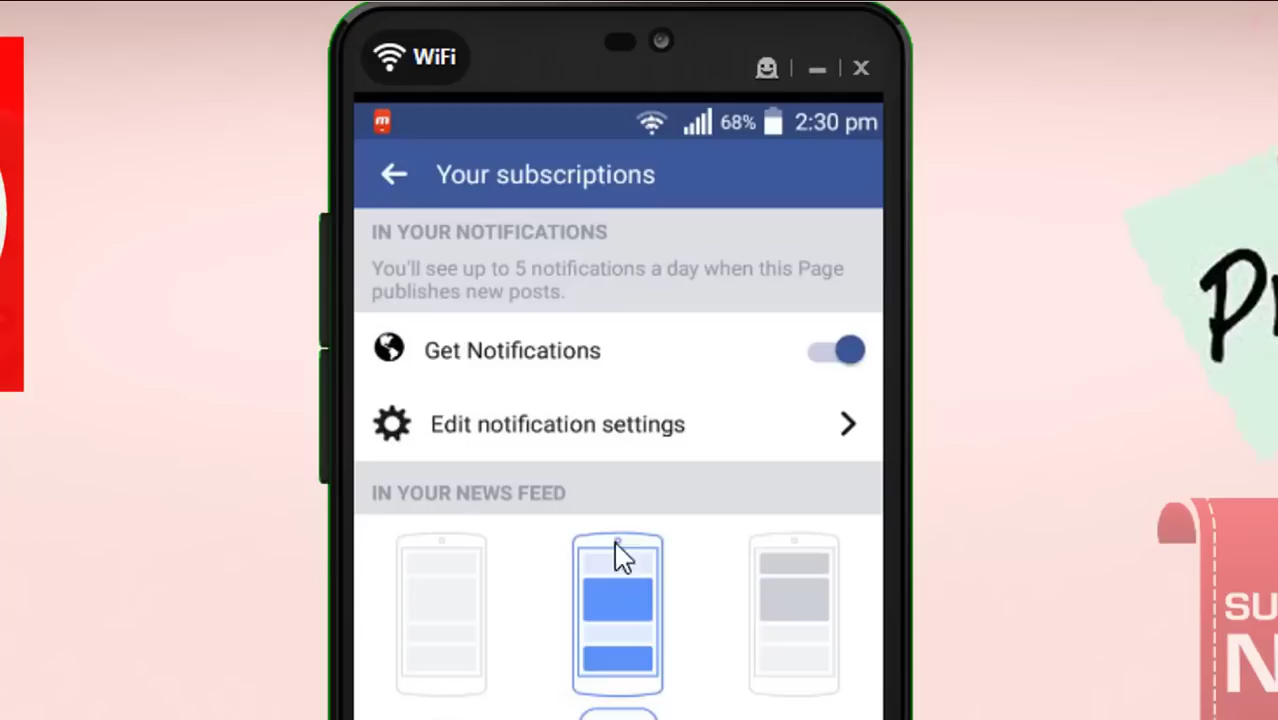 WiFi
m
68% 2:30 pm
Your subscriptions
IN YOUR NOTIFICATIONS
You'll see up to 5 notifications a day when this Page
publishes new posts.
Get Notifications
Edit notification settings
IN YOUR NEWS FEED